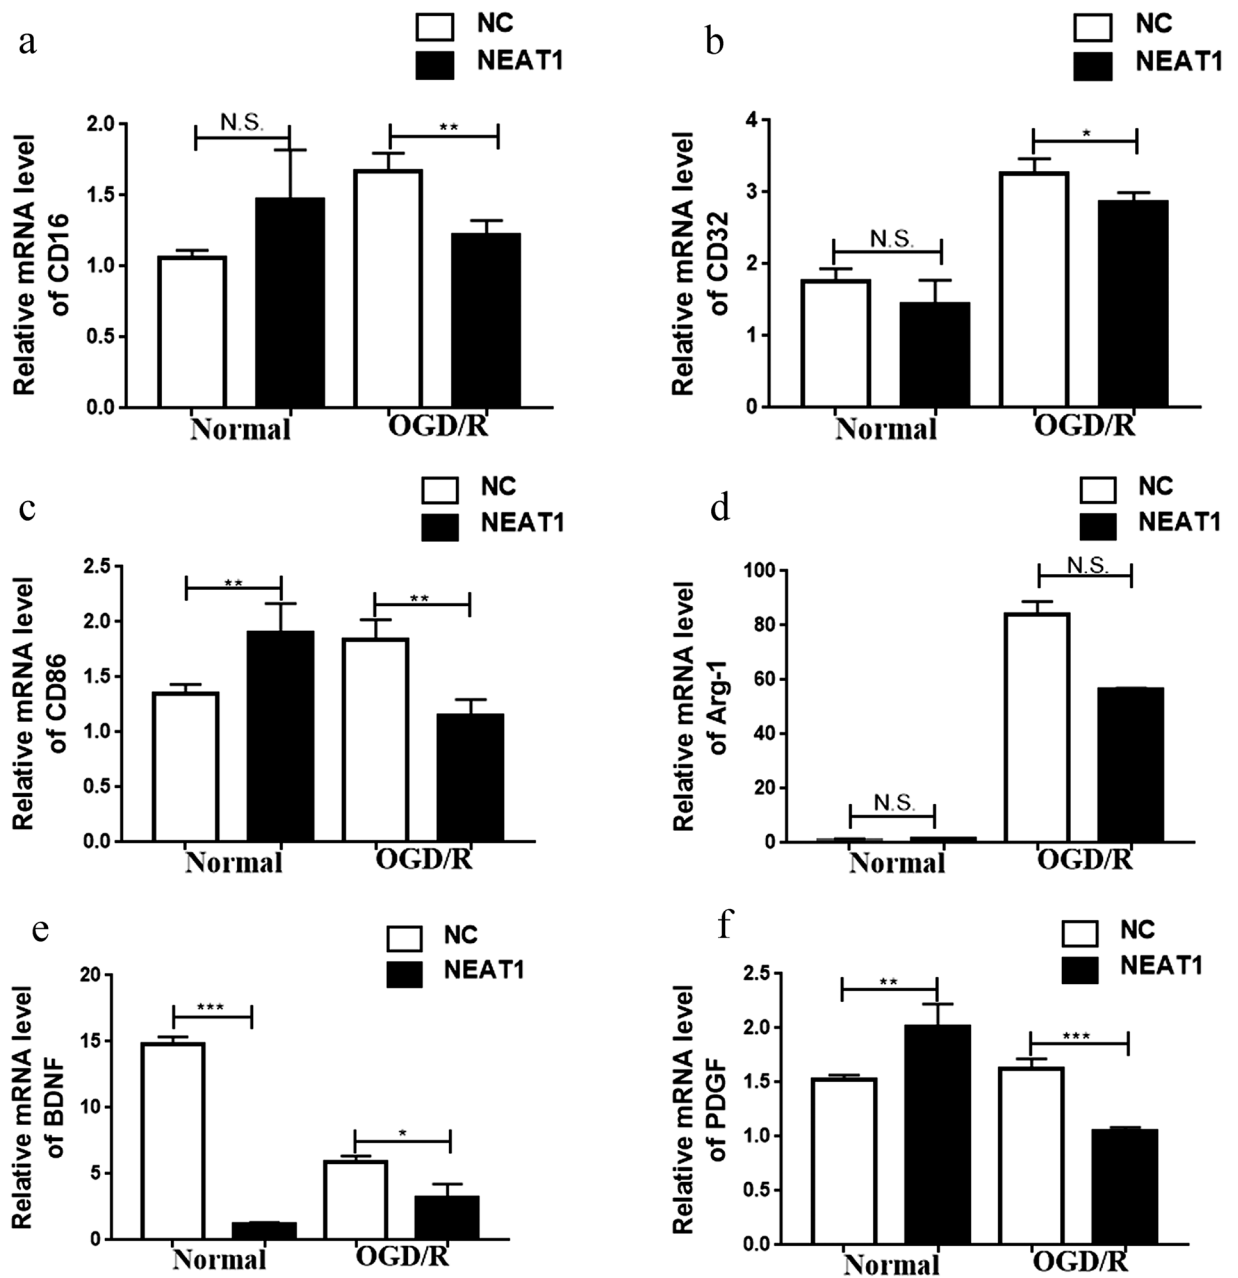 a
NC
NEAT1
Relative mRNA level
of CD16
2.0
1.5
1.0
0.5
0.0
N.S.
**
Normal
OGD/R
b
NC
NEAT1
Relative mRNA level
of CD32
4
3
2
1
0
N.S.
*
Normal
OGD/R
c
NC
NEAT1
Relative mRNA level
of CD86
2.5
2.0
1.5
1.0
0.5
0.0
**
**
Normal
OGD/R
d
NC
NEAT1
Relative mRNA level
of Arg-1
100
80
60
40
20
0
N.S.
N.S.
Normal
OGD/R
e
NC
NEAT1
Relative mRNA level
of BDNF
20
15
10
5
0
***
*
Normal
OGD/R
f
NC
NEAT1
Relative mRNA level
of PDGF
2.5
2.0
1.5
1.0
0.5
0.0
**
***
Normal
OGD/R